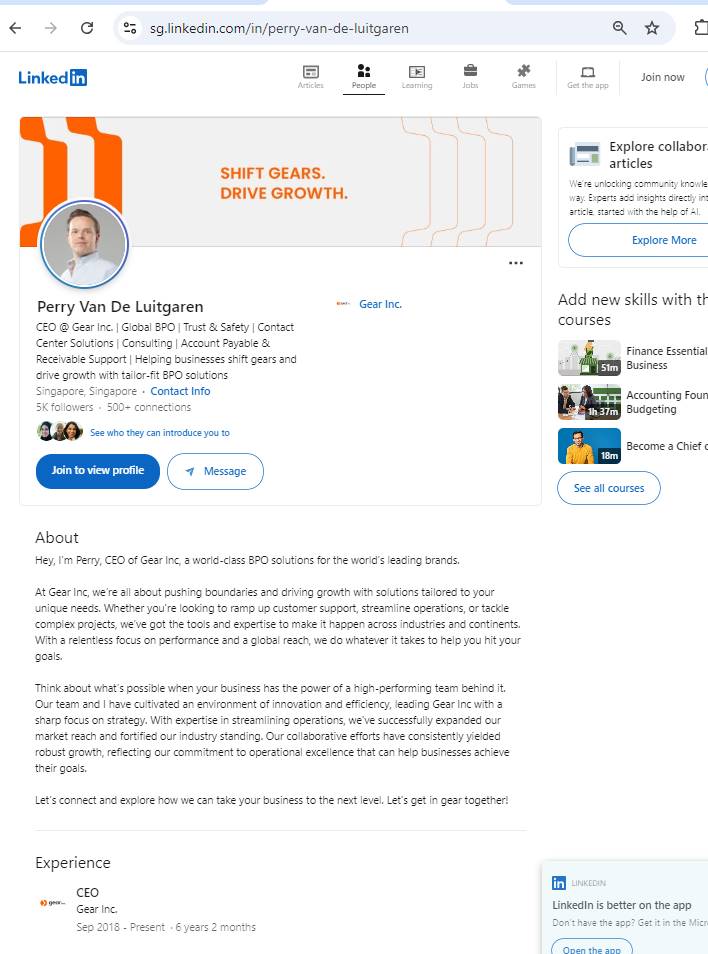 sg.linkedin.com/in/perry-van-de-luitgaren
Linked in
Articles
People
Learning
Jobs
Games
Get the app
Join now
SHIFT GEARS.
DRIVE GROWTH.
Perry Van De Luitgaren
Gear Inc.
CEO @ Gear Inc. | Global BPO | Trust & Safety | Contact
Center Solutions | Consulting | Account Payable &
Receivable Support | Helping businesses shift gears and
drive growth with tailor-fit BPO solutions
Singapore, Singapore · Contact Info
5K followers · 500+ connections
See who they can introduce you to
Join to view profile
Message
About
Hey, I'm Perry, CEO of Gear Inc, a world-class BPO solutions for the world's leading brands.
At Gear Inc, we're all about pushing boundaries and driving growth with solutions tailored to your
unique needs. Whether you're looking to ramp up customer support, streamline operations, or tackle
complex projects, we've got the tools and expertise to make it happen across industries and continents.
With a relentless focus on performance and a global reach, we do whatever it takes to help you hit your
goals.
Think about what's possible when your business has the power of a high-performing team behind it.
Our team and I have cultivated an environment of innovation and efficiency, leading Gear Inc with a
sharp focus on strategy. With expertise in streamlining operations, we've successfully expanded our
market reach and fortified our industry standing. Our collaborative efforts have consistently yielded
robust growth, reflecting our commitment to operational excellence that can help businesses achieve
their goals.
Let's connect and explore how we can take your business to the next level. Let's get in gear together!
Experience
gear
CEO
Gear Inc.
Sep 2018 - Present · 6 years 2 months
Explore collabora
articles
We're unlocking community knowle
way. Experts add insights directly int
article, started with the help of AI.
Explore More
Add new skills with th
courses
51m
Finance Essential
Business
1h 37m
Accounting Foun
Budgeting
18m
Become a Chief
See all courses
in LINKEDIN
LinkedIn is better on the app
Don't have the app? Get it in the Micr
Open the app